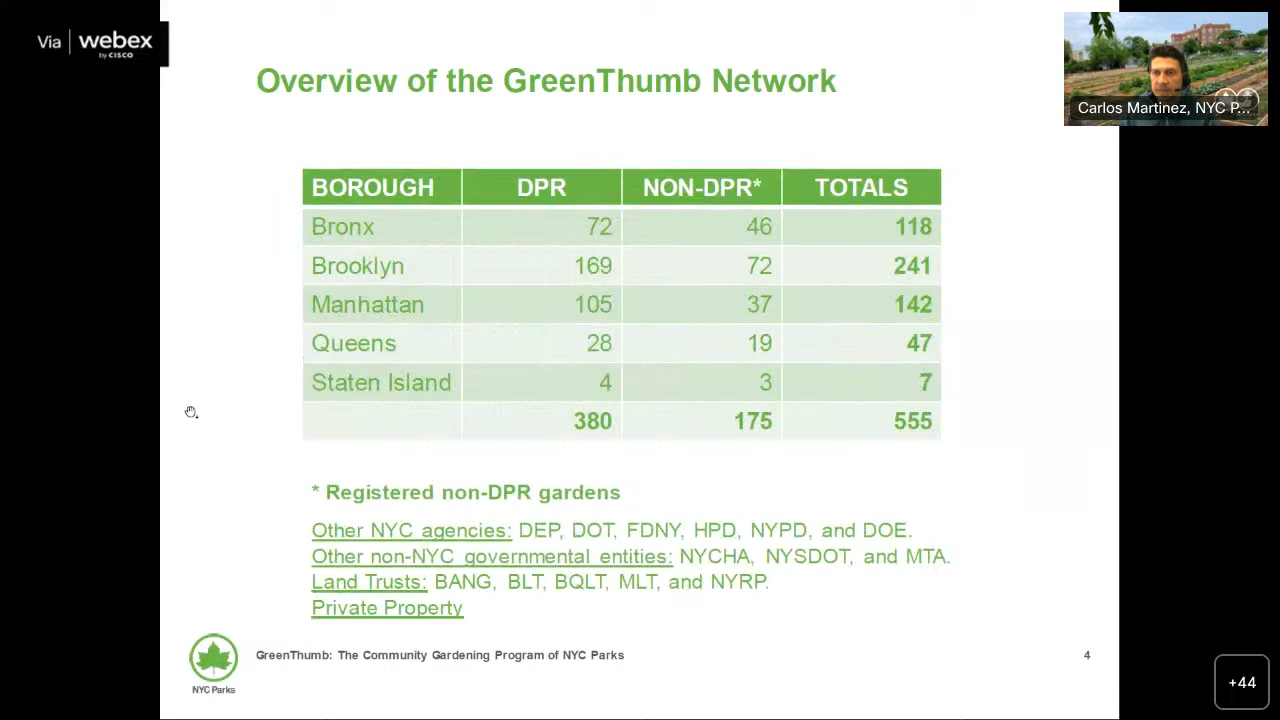 Via | webex
by CISCO
Overview of the GreenThumb Network
Carlos Martinez, NYC P...
BOROUGH DPR NON-DPR* TOTALS
Bronx 72 46 118
Brooklyn 169 72 241
Manhattan 105 37 142
Queens 28 19 47
Staten Island 4 3 7
380 175 555
* Registered non-DPR gardens
Other NYC agencies: DEP, DOT, FDNY, HPD, NYPD, and DOE.
Other non-NYC governmental entities: NYCHA, NYSDOT, and MTA.
Land Trusts: BANG, BLT, BQLT, MLT, and NYRP.
Private Property
NYC Parks
GreenThumb: The Community Gardening Program of NYC Parks 4
+44